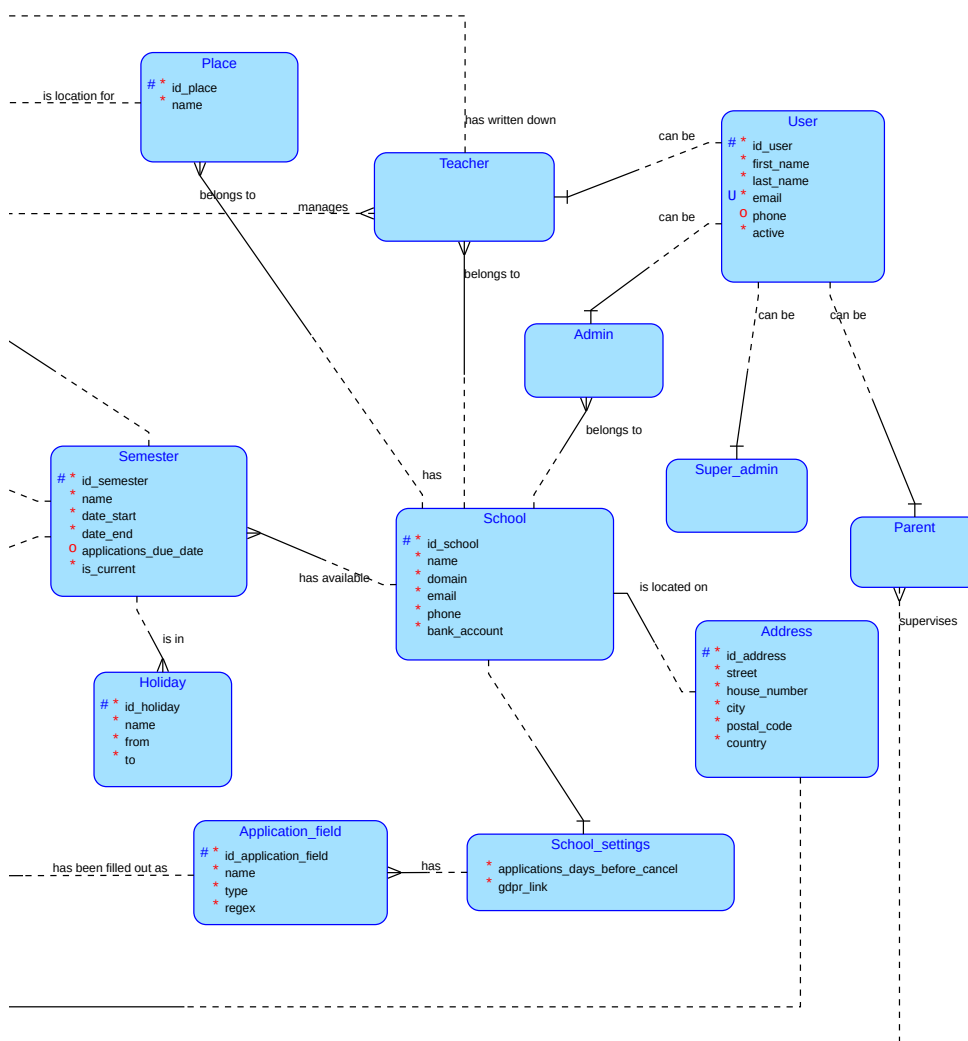 Place
# * id_place
* name
is location for
has written down
Teacher
can be
User
# * id_user
* first_name
* last_name
U * email
o phone
* active
belongs to
manages
can be
belongs to
can be
can be
Admin
belongs to
Semester
# * id_semester
* name
* date_start
* date_end
o applications_due_date
* is_current
has
Super_admin
School
# * id_school
* name
* domain
* email
* phone
* bank_account
Parent
has available
is located on
supervises
is in
Address
# * id_address
* street
* house_number
* city
* postal_code
* country
Holiday
# * id_holiday
* name
* from
* to
Application_field
# * id_application_field
* name
* type
* regex
has been filled out as
has
School_settings
* applications_days_before_cancel
* gdpr_link